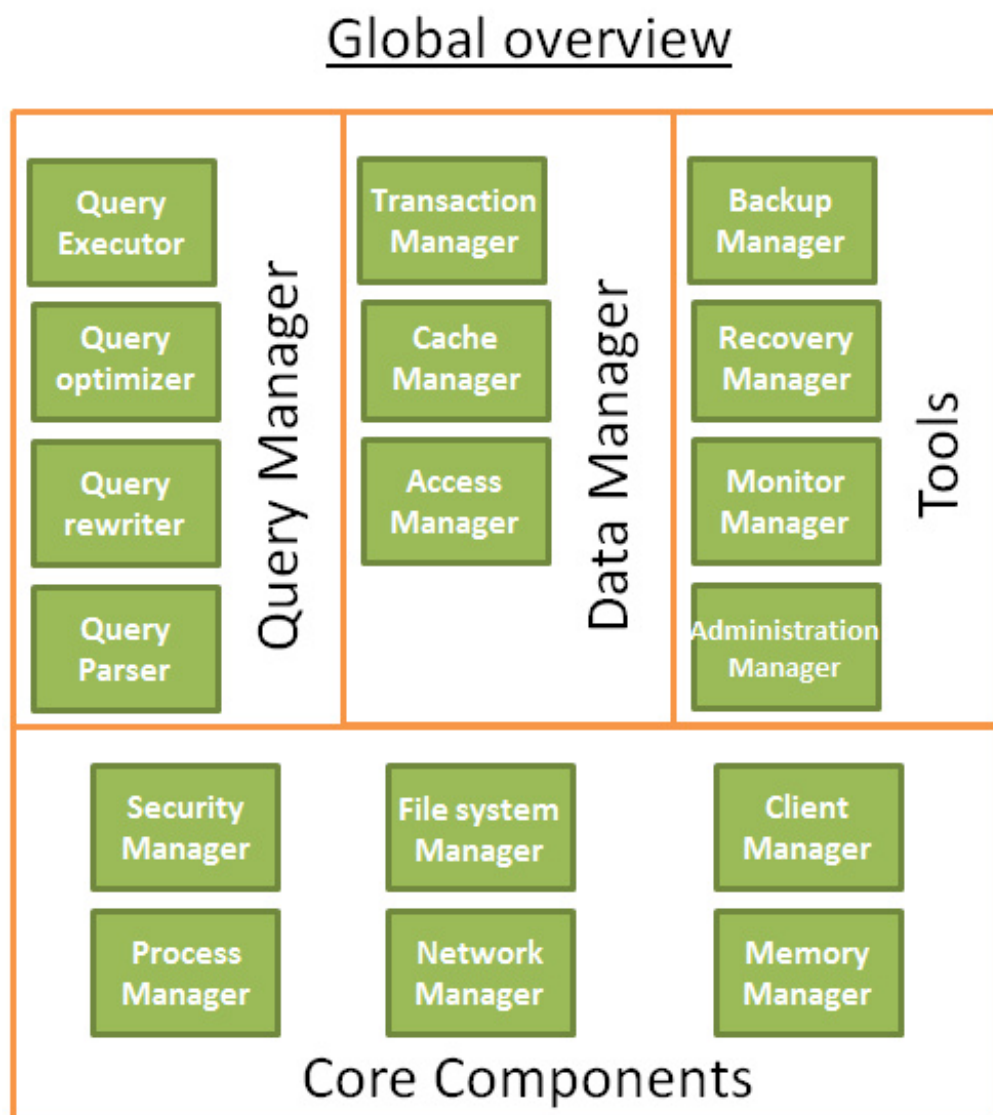 Global overview
Query
Executor
Query
optimizer
Query
rewriter
Query
Parser
Query Manager
Transaction
Manager
Cache
Manager
Access
Manager
Data Manager
Backup
Manager
Recovery
Manager
Monitor
Manager
Administration
Manager
Tools
Security
Manager
File system
Manager
Client
Manager
Process
Manager
Network
Manager
Memory
Manager
Core Components